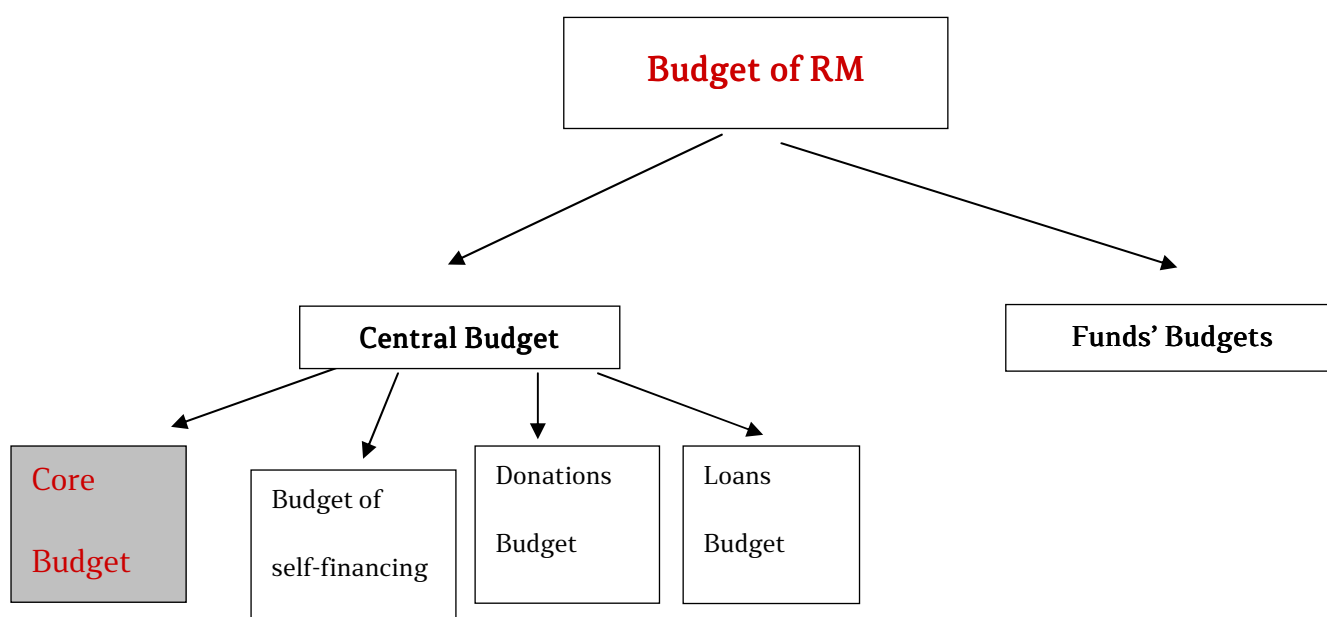 Budget of RM
Central Budget
Funds’ Budgets
Core
Budget
Budget of
self-financing
Donations
Budget
Loans
Budget